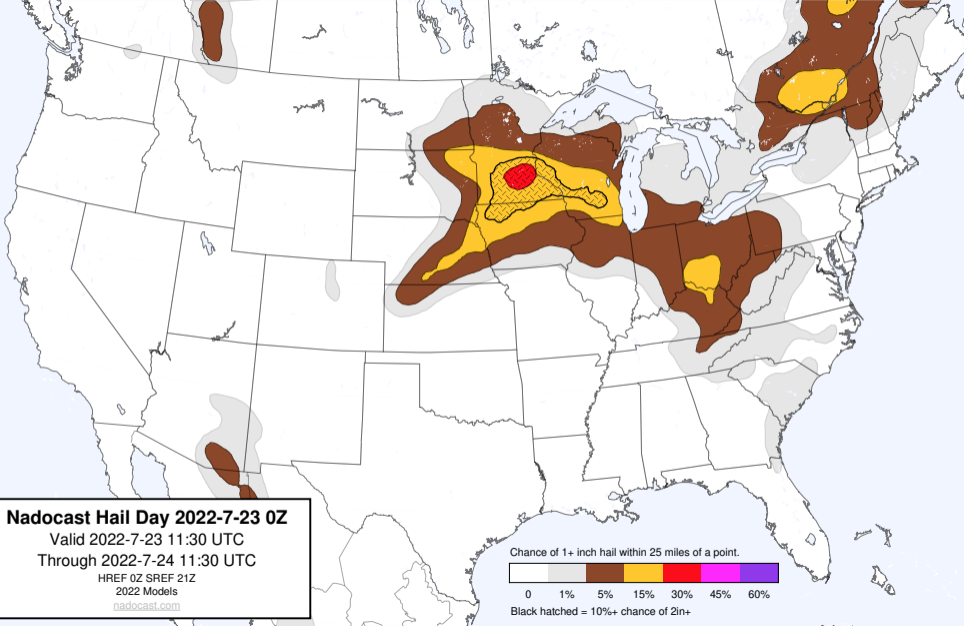 Nadocast Hail Day 2022-7-23 0Z
Valid 2022-7-23 11:30 UTC
Through 2022-7-24 11:30 UTC
HREF 0Z SREF 21Z
2022 Models
nadocast.com
Chance of 1+ inch hail within 25 miles of a point.
0 1% 5% 15% 30% 45% 60%
Black hatched = 10%+ chance of 2in+